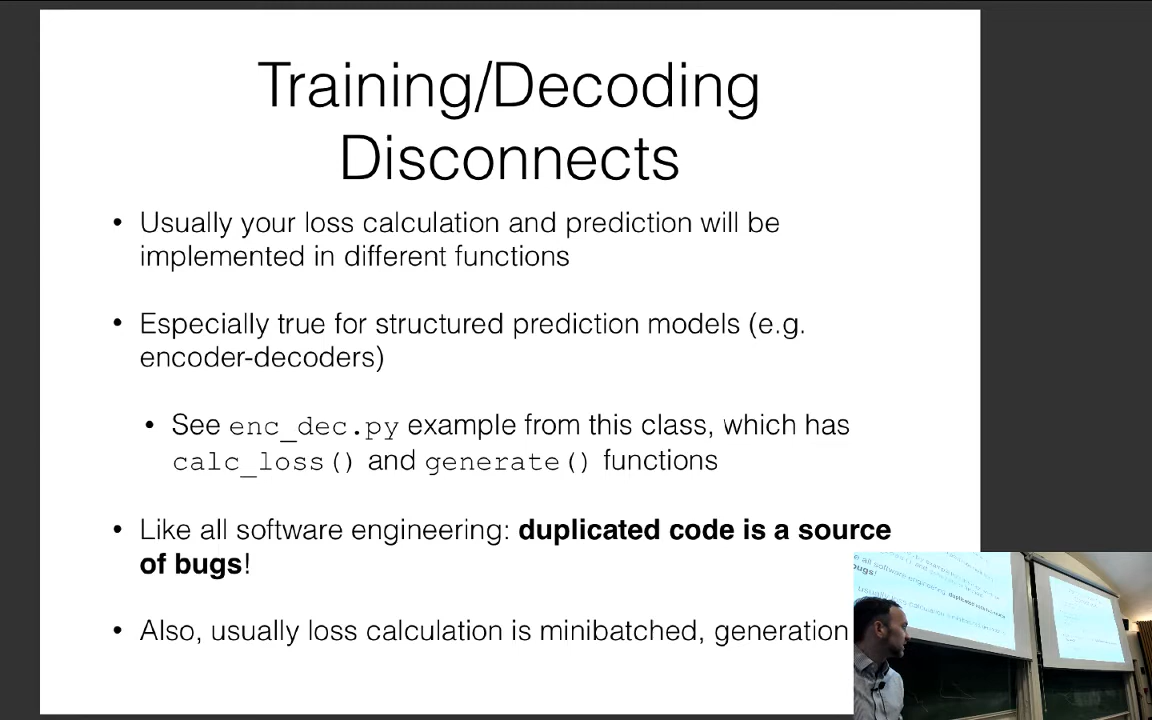 Training/Decoding
Disconnects
• Usually your loss calculation and prediction will be
implemented in different functions
• Especially true for structured prediction models (e.g.
encoder-decoders)
• See enc_dec.py example from this class, which has
calc_loss() and generate() functions
• Like all software engineering: duplicated code is a source
of bugs!
• Also, usually loss calculation is minibatched, generation